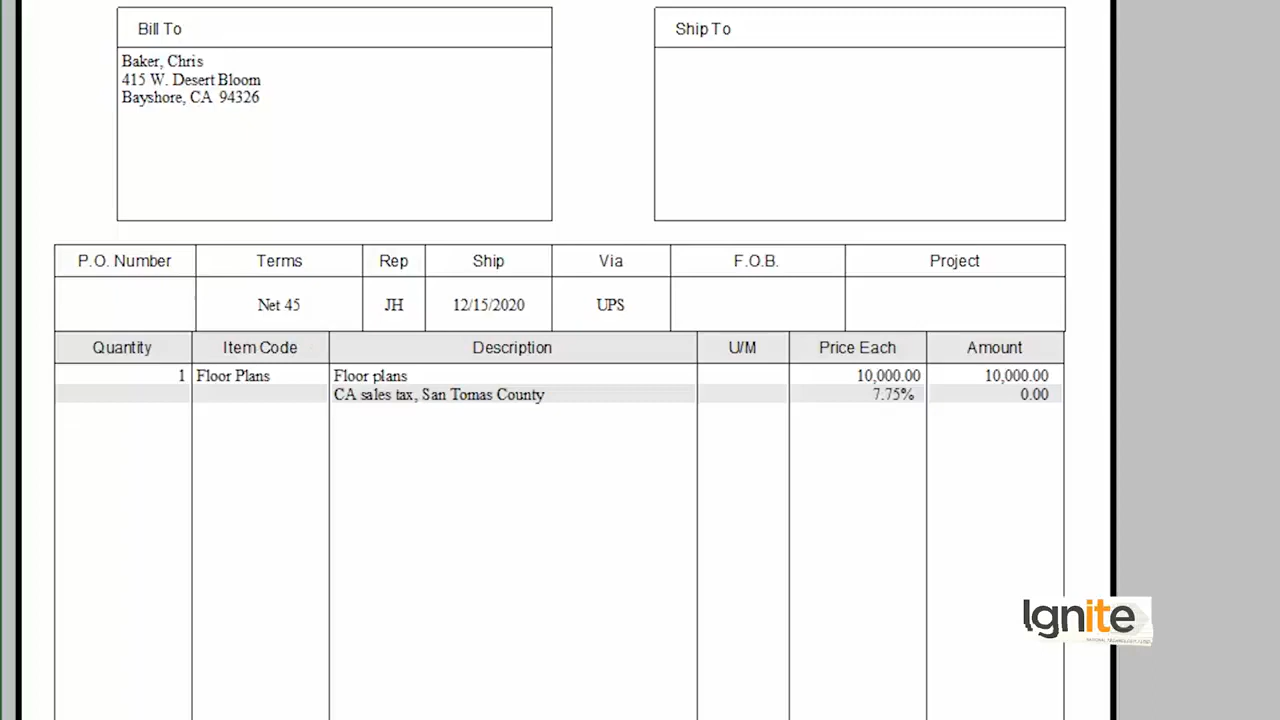 Bill To
Ship To
Baker, Chris
415 W. Desert Bloom
Bayshore, CA 94326
P.O. Number Terms Rep Ship Via F.O.B. Project
Net 45 JH 12/15/2020 UPS
Quantity Item Code Description U/M Price Each Amount
1 Floor Plans Floor plans 10,000.00 10,000.00
CA sales tax, San Tomas County 7.75% 0.00
Ignite